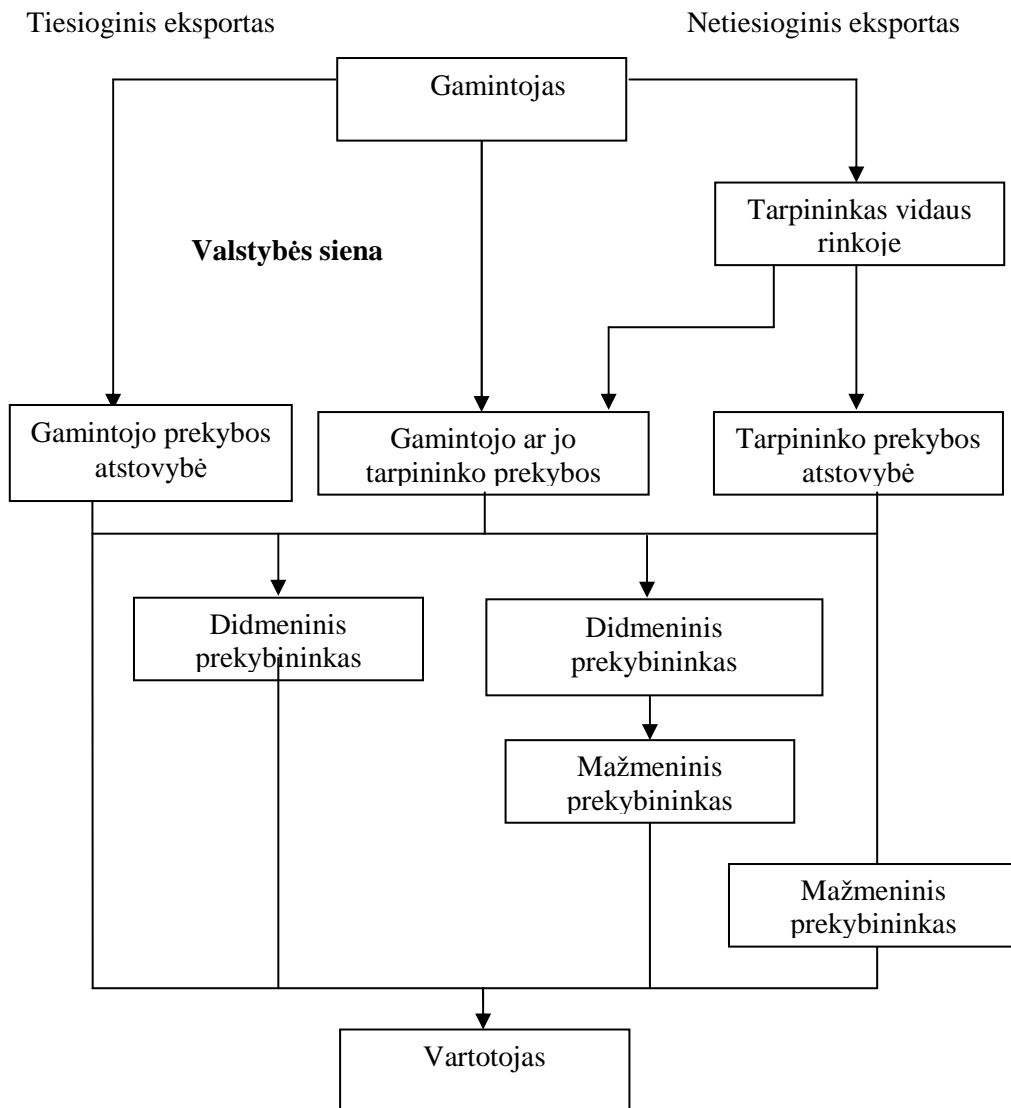 Tiesioginis eksportas
Netiesioginis eksportas
Gamintojas
Tarpininkas vidaus
rinkoje
Valstybės siena
Gamintojo prekybos
atstovybė
Gamintojo ar jo
tarpininko prekybos
Tarpininko prekybos
atstovybė
Didmeninis
prekybininkas
Didmeninis
prekybininkas
Mažmeninis
prekybininkas
Mažmeninis
prekybininkas
Vartotojas